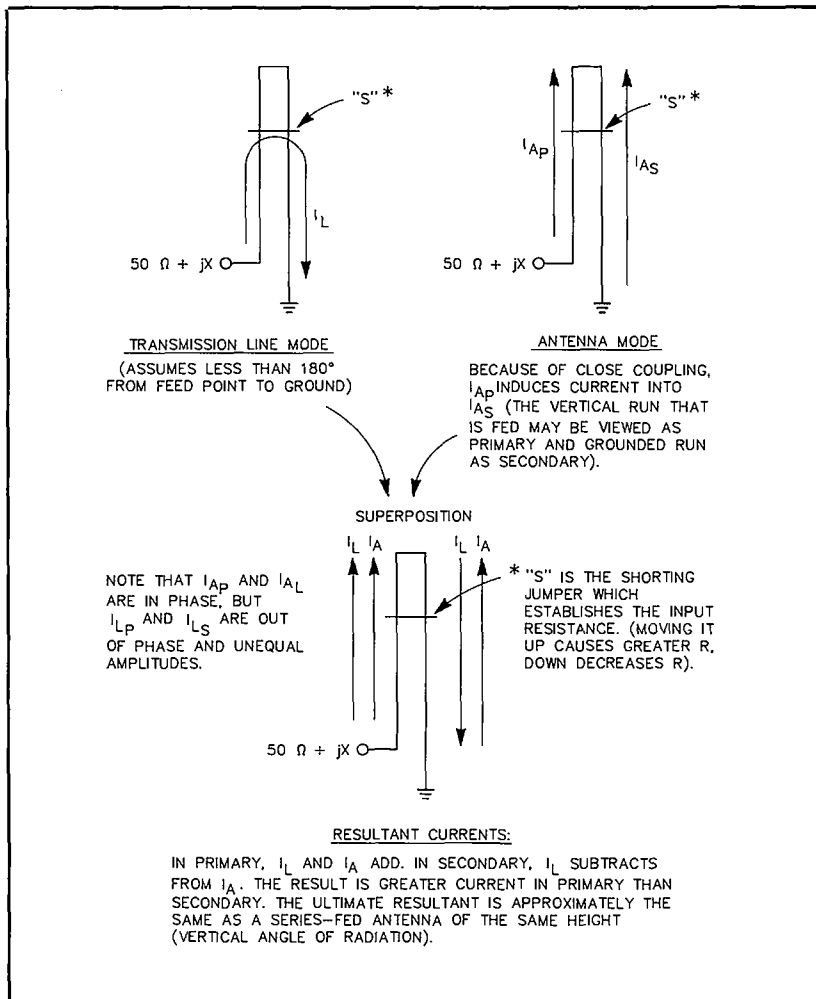 "S" *
I_L
50 Ω + jX
"S" *
I_AP
I_AS
50 Ω + jX
TRANSMISSION LINE MODE
(ASSUMES LESS THAN 180°
FROM FEED POINT TO GROUND)
ANTENNA MODE
BECAUSE OF CLOSE COUPLING,
I_AP INDUCES CURRENT INTO
I_AS (THE VERTICAL RUN THAT
IS FED MAY BE VIEWED AS
PRIMARY AND GROUNDED RUN
AS SECONDARY).
SUPERPOSITION
I_L I_A I_L I_A
NOTE THAT I_AP AND I_AL
ARE IN PHASE, BUT
I_LP AND I_LS ARE OUT
OF PHASE AND UNEQUAL
AMPLITUDES.
* "S" IS THE SHORTING
JUMPER WHICH
ESTABLISHES THE INPUT
RESISTANCE. (MOVING IT
UP CAUSES GREATER R,
DOWN DECREASES R).
50 Ω + jX
RESULTANT CURRENTS:
IN PRIMARY, I_L AND I_A ADD. IN SECONDARY, I_L SUBTRACTS
FROM I_A. THE RESULT IS GREATER CURRENT IN PRIMARY THAN
SECONDARY. THE ULTIMATE RESULTANT IS APPROXIMATELY THE
SAME AS A SERIES-FED ANTENNA OF THE SAME HEIGHT
(VERTICAL ANGLE OF RADIATION).